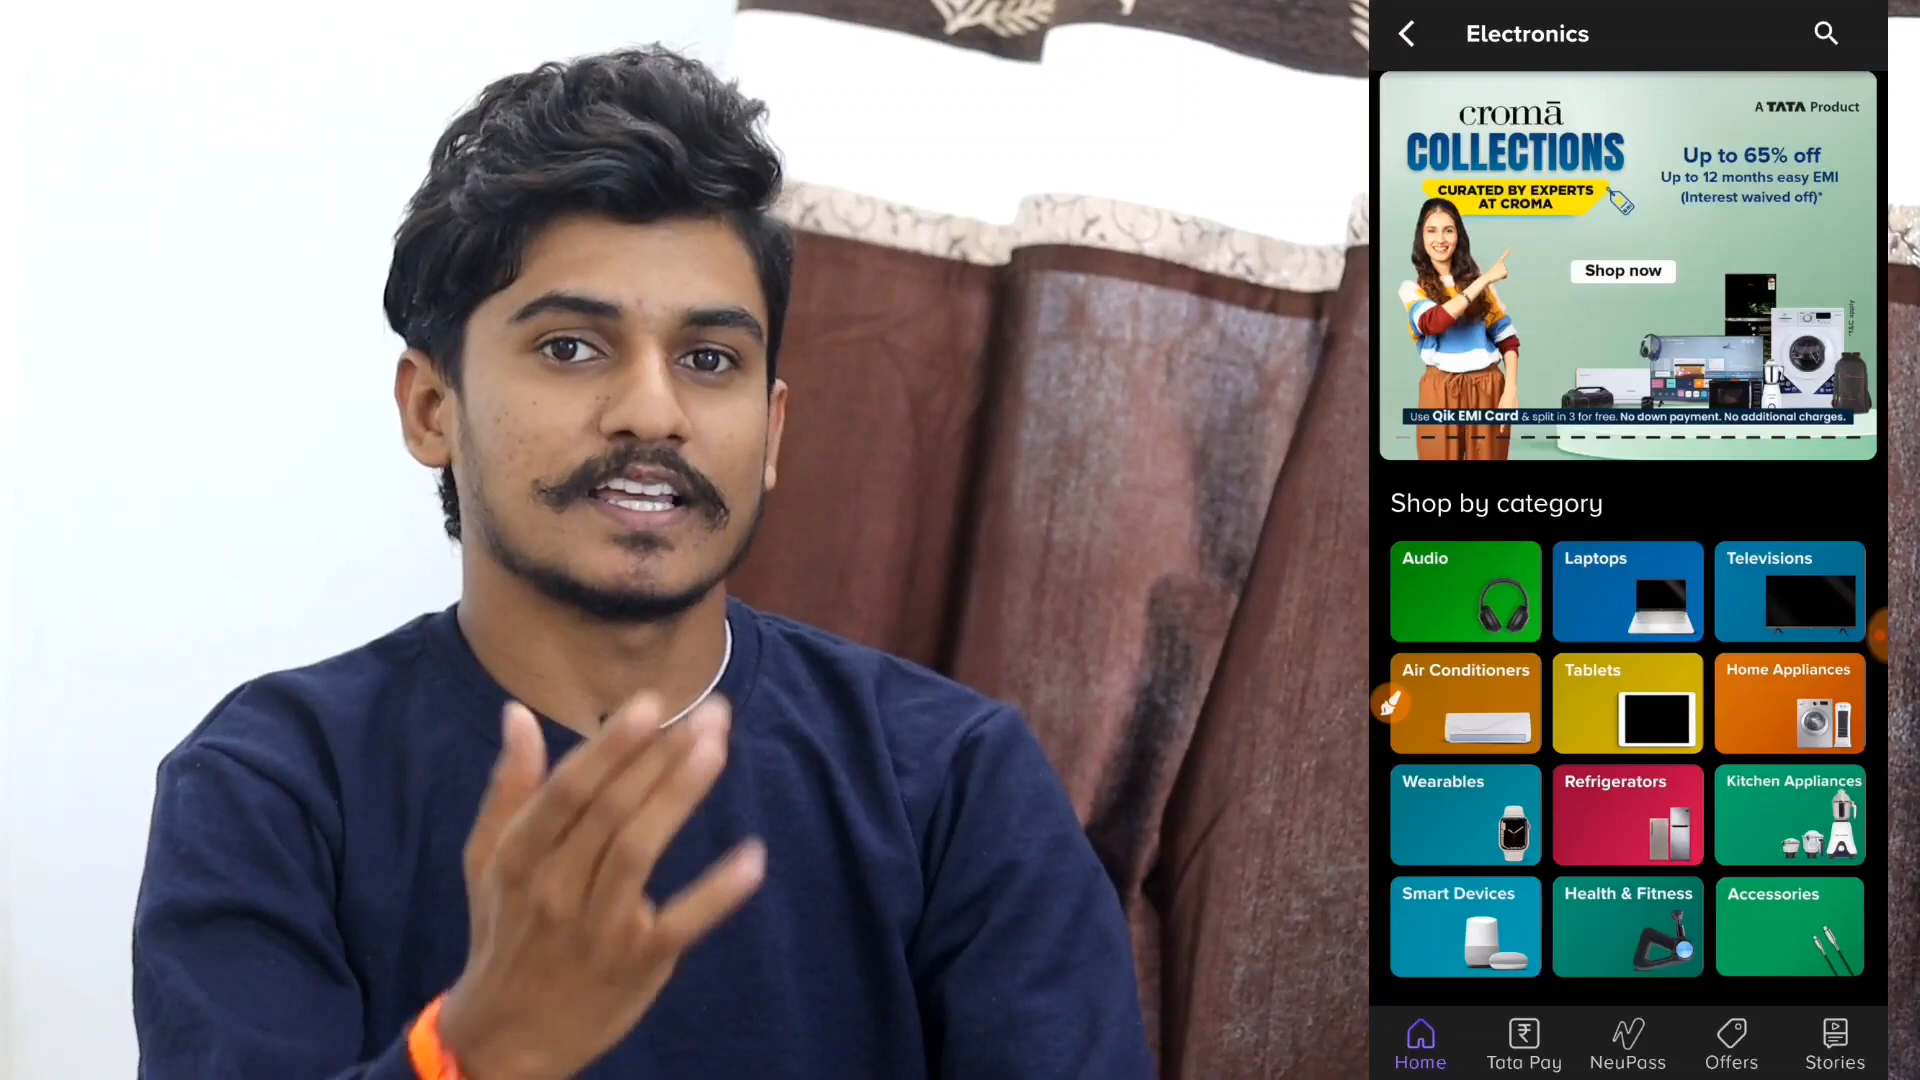 Electronics
cromā
A TATA Product
COLLECTIONS
CURATED BY EXPERTS
AT CROMA
Up to 65% off
Up to 12 months easy EMI
(Interest waived off)*
Shop now
*T&C apply
Use Qik EMI Card & split in 3 for free. No down payment. No additional charges.
Shop by category
Audio
Laptops
Televisions
Air Conditioners
Tablets
Home Appliances
Wearables
Refrigerators
Kitchen Appliances
Smart Devices
Health & Fitness
Accessories
Home
Tata Pay
NeuPass
Offers
Stories